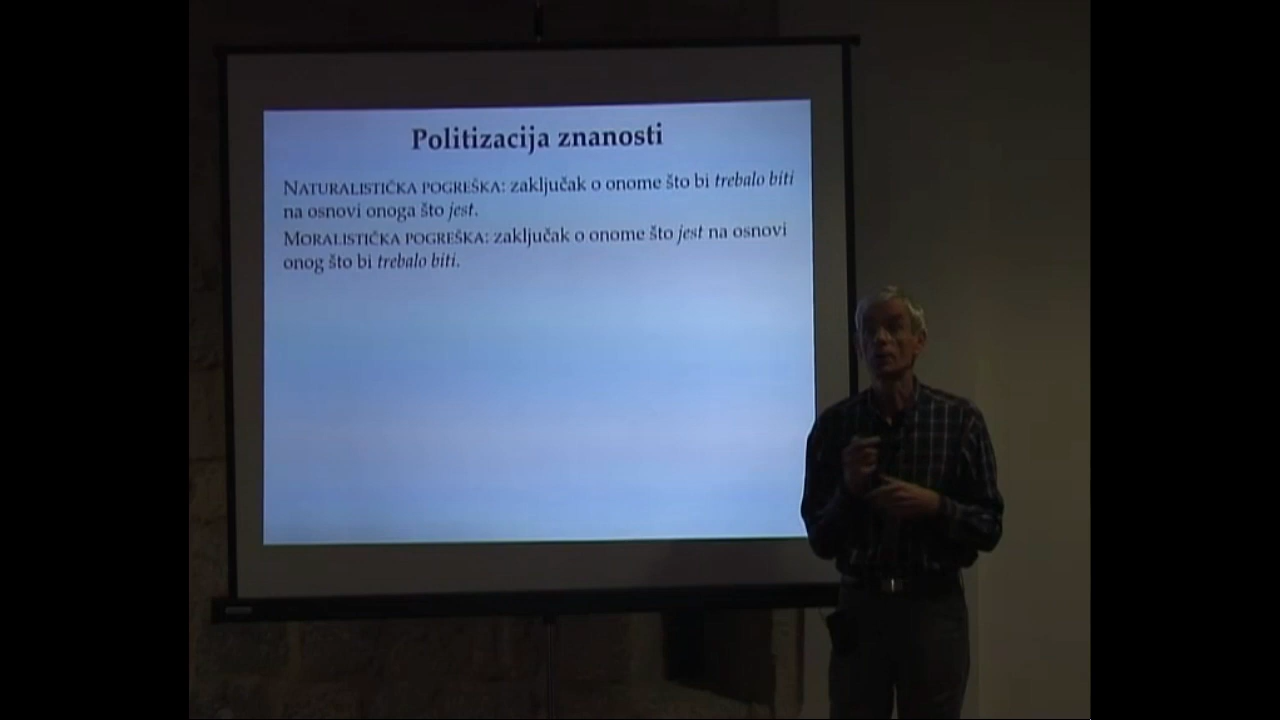 Politizacija znanosti
NATURALISTIČKA POGREŠKA: zaključak o onome što bi trebalo biti
na osnovi onoga što jest.
MORALISTIČKA POGREŠKA: zaključak o onome što jest na osnovi
onog što bi trebalo biti.